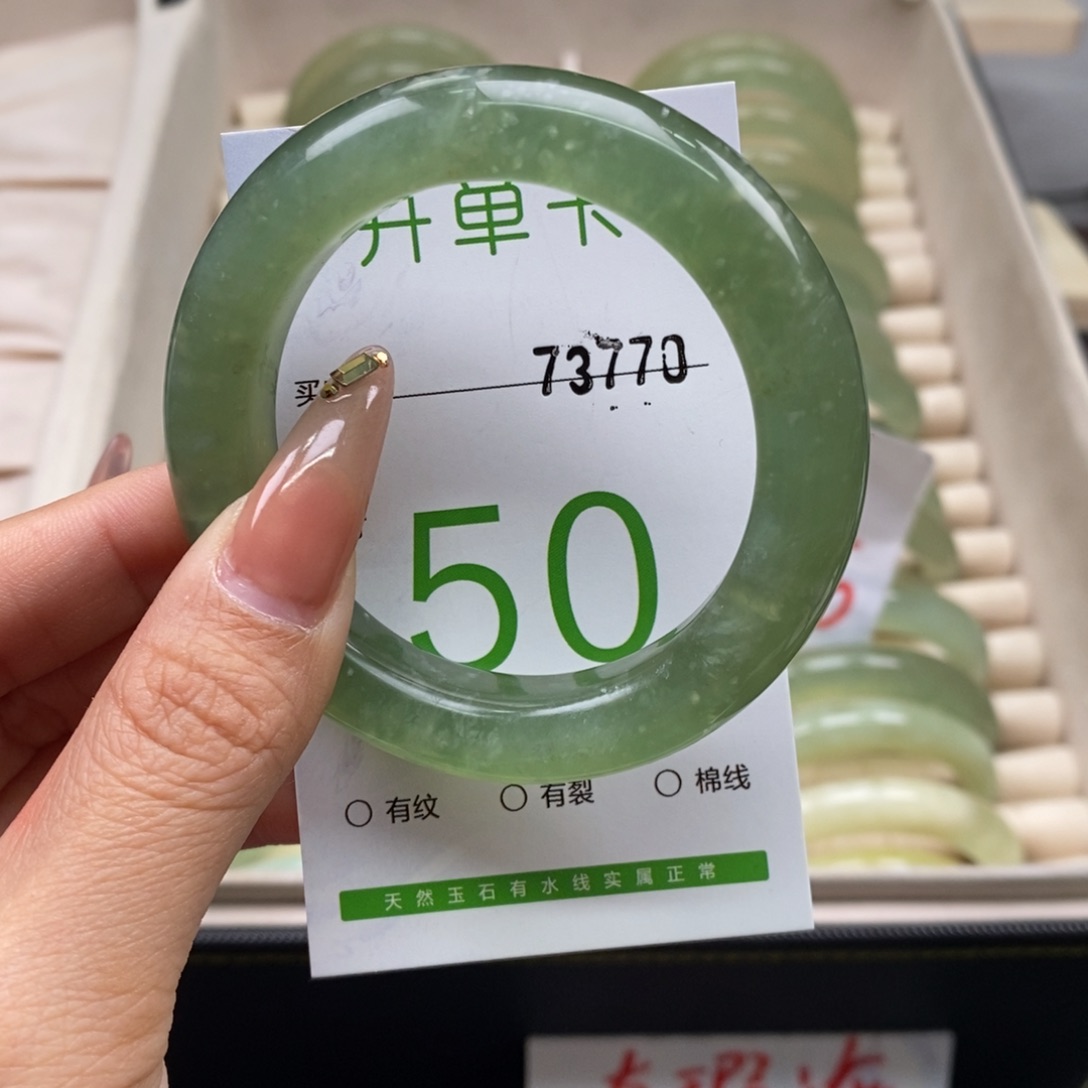 开单卡
买 73770
50
有纹 有裂 棉线
天然玉石有水线实属正常